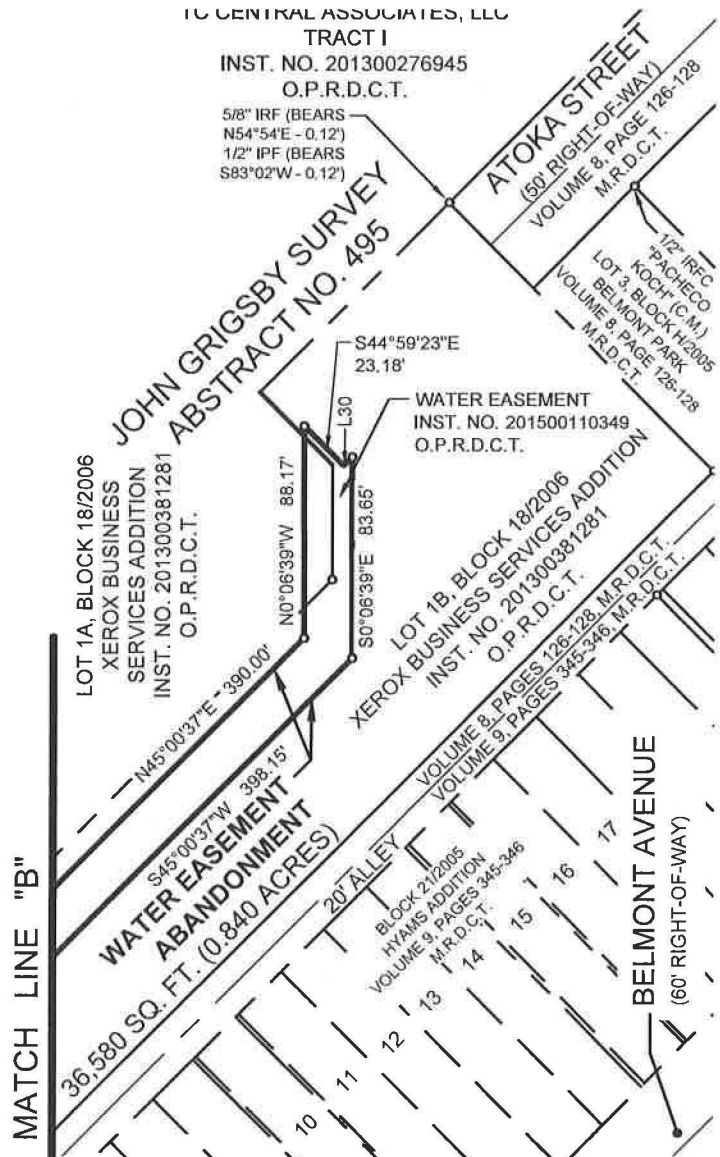 TC CENTRAL ASSOCIATES, LLC
TRACT I
INST. NO. 201300276945
O.P.R.D.C.T.
5/8" IRF (BEARS
N54°54'E - 0.12')
1/2" IPF (BEARS
S83°02'W - 0.12')
ATOKA STREET
(50' RIGHT-OF-WAY)
VOLUME 8, PAGE 126-128
M.R.D.C.T.
1/2" IRFC
"PACHECO
KOCH" (C.M.)
LOT 3, BLOCK H/2005
BELMONT PARK
VOLUME 8, PAGE 126-128
M.R.D.C.T.
JOHN GRIGSBY SURVEY
ABSTRACT NO. 495
S44°59'23"E
23.18'
L30
WATER EASEMENT
INST. NO. 201500110349
O.P.R.D.C.T.
LOT 1A, BLOCK 18/2006
XEROX BUSINESS
SERVICES ADDITION
INST. NO. 201300381281
O.P.R.D.C.T.
N0°06'39"W 88.17'
S0°06'39"E 83.65'
LOT 1B, BLOCK 18/2006
XEROX BUSINESS SERVICES ADDITION
INST. NO. 201300381281
O.P.R.D.C.T.
N45°00'37"E 390.00'
S45°00'37"W 398.15'
WATER EASEMENT
ABANDONMENT
36,580 SQ. FT. (0.840 ACRES)
VOLUME 8, PAGES 126-128, M.R.D.C.T.
VOLUME 9, PAGES 345-346, M.R.D.C.T.
20' ALLEY
BLOCK 21/2005
HYAMS ADDITION
VOLUME 9, PAGES 345-346
M.R.D.C.T.
10
11
12
13
14
15
16
17
BELMONT AVENUE
(60' RIGHT-OF-WAY)
MATCH LINE "B"